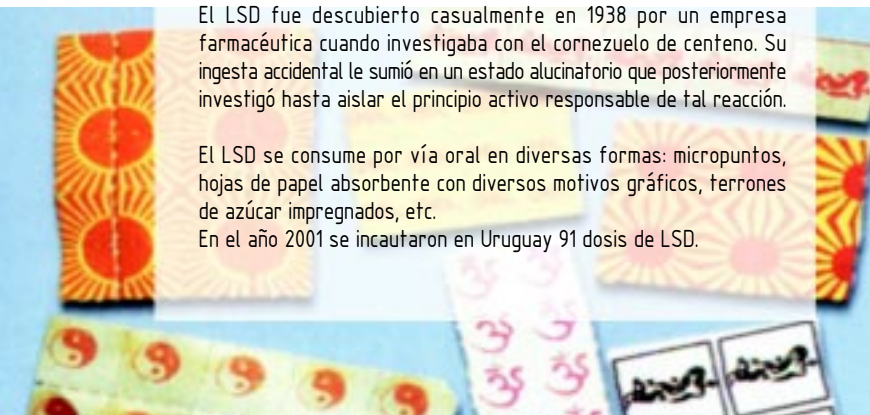 El LSD fue descubierto casualmente en 1938 por un empresa
farmacéutica cuando investigaba con el cornezuelo de centeno. Su
ingesta accidental le sumió en un estado alucinatorio que posteriormente
investigó hasta aislar el principio activo responsable de tal reacción.
El LSD se consume por vía oral en diversas formas: micropuntos,
hojas de papel absorbente con diversos motivos gráficos, terrones
de azúcar impregnados, etc.
En el año 2001 se incautaron en Uruguay 91 dosis de LSD.
ॐ ॐ
ॐ ॐ
ॐ ॐ